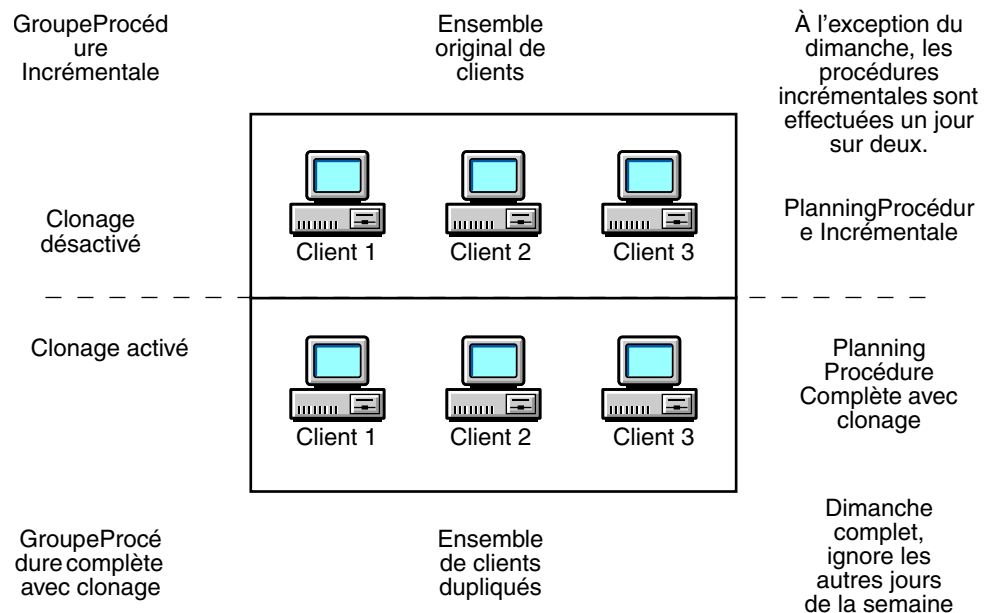 GroupeProcéd
ure
Incrémentale
Ensemble
original de
clients
À l'exception du
dimanche, les
procédures
incrémentales sont
effectuées un jour
sur deux.
Clonage
désactivé
Client 1
Client 2
Client 3
PlanningProcédur
e Incrémentale
Clonage activé
Client 1
Client 2
Client 3
Planning
Procédure
Complète avec
clonage
GroupeProcé
dure complète
avec clonage
Ensemble
de clients
dupliqués
Dimanche
complet,
ignore les
autres jours
de la semaine